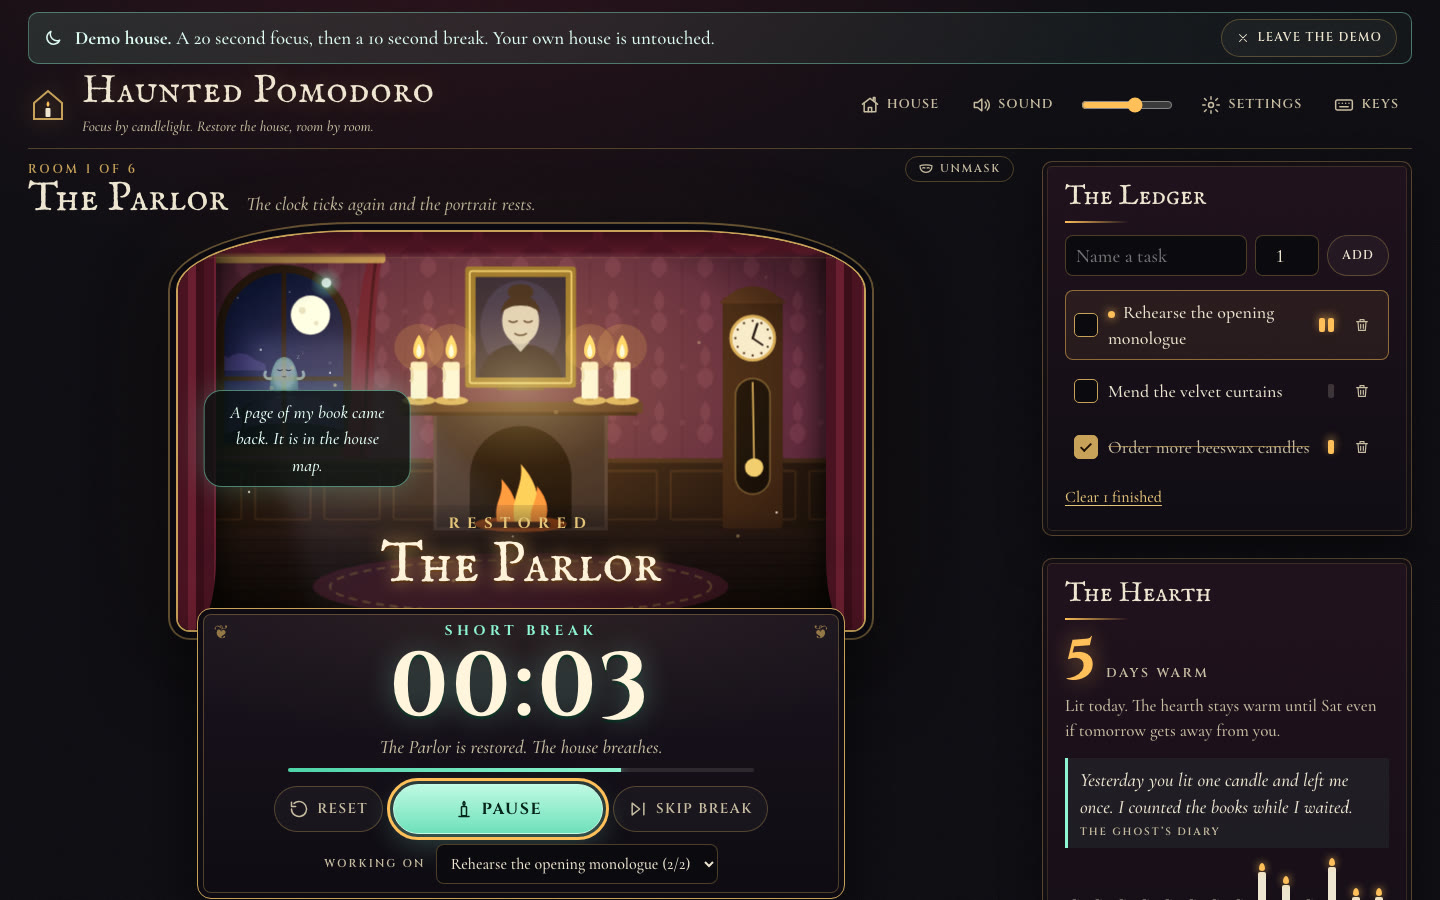 Demo house. A 20 second focus, then a 10 second break. Your own house is untouched.
LEAVE THE DEMO
Haunted Pomodoro
Focus by candlelight. Restore the house, room by room.
HOUSE
SOUND
SETTINGS
KEYS
ROOM 1 OF 6
The Parlor
The clock ticks again and the portrait rests.
UNMASK
A page of my book came
back. It is in the house
map.
RESTORED
The Parlor
SHORT BREAK
00:03
The Parlor is restored. The house breathes.
RESET
PAUSE
SKIP BREAK
WORKING ON
Rehearse the opening monologue (2/2)
The Ledger
Name a task
1
ADD
Rehearse the opening
monologue
Mend the velvet curtains
Order more beeswax candles
Clear 1 finished
The Hearth
5 DAYS WARM
Lit today. The hearth stays warm until Sat even
if tomorrow gets away from you.
Yesterday you lit one candle and left me
once. I counted the books while I waited.
THE GHOST'S DIARY